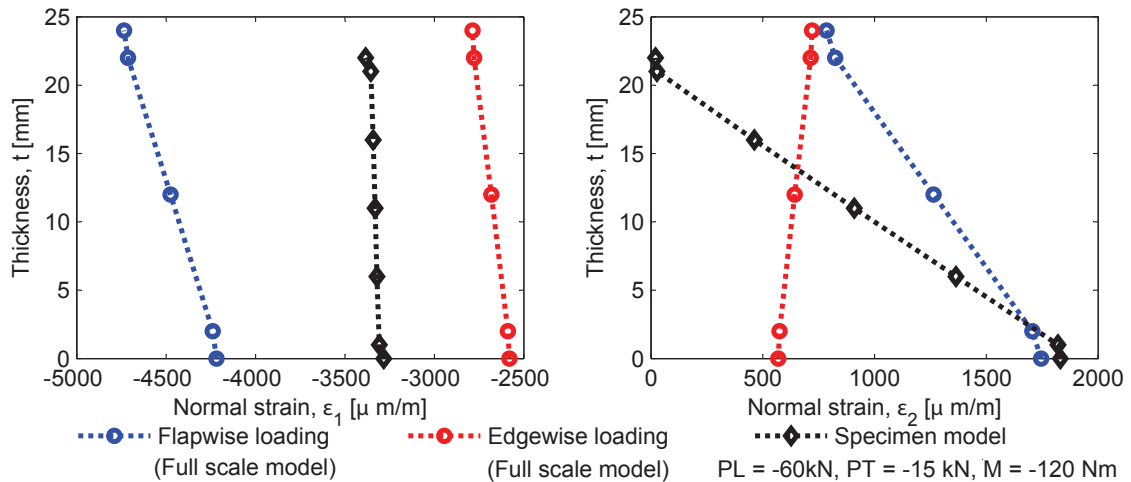 25
20
15
10
5
0
Thickness, t [mm]
-5000 -4500 -4000 -3500 -3000 -2500
Normal strain, ε1 [μ m/m]
25
20
15
10
5
0
Thickness, t [mm]
0 500 1000 1500 2000
Normal strain, ε2 [μ m/m]
Flapwise loading
(Full scale model)
Edgewise loading
(Full scale model)
Specimen model
PL = -60kN, PT = -15 kN, M = -120 Nm